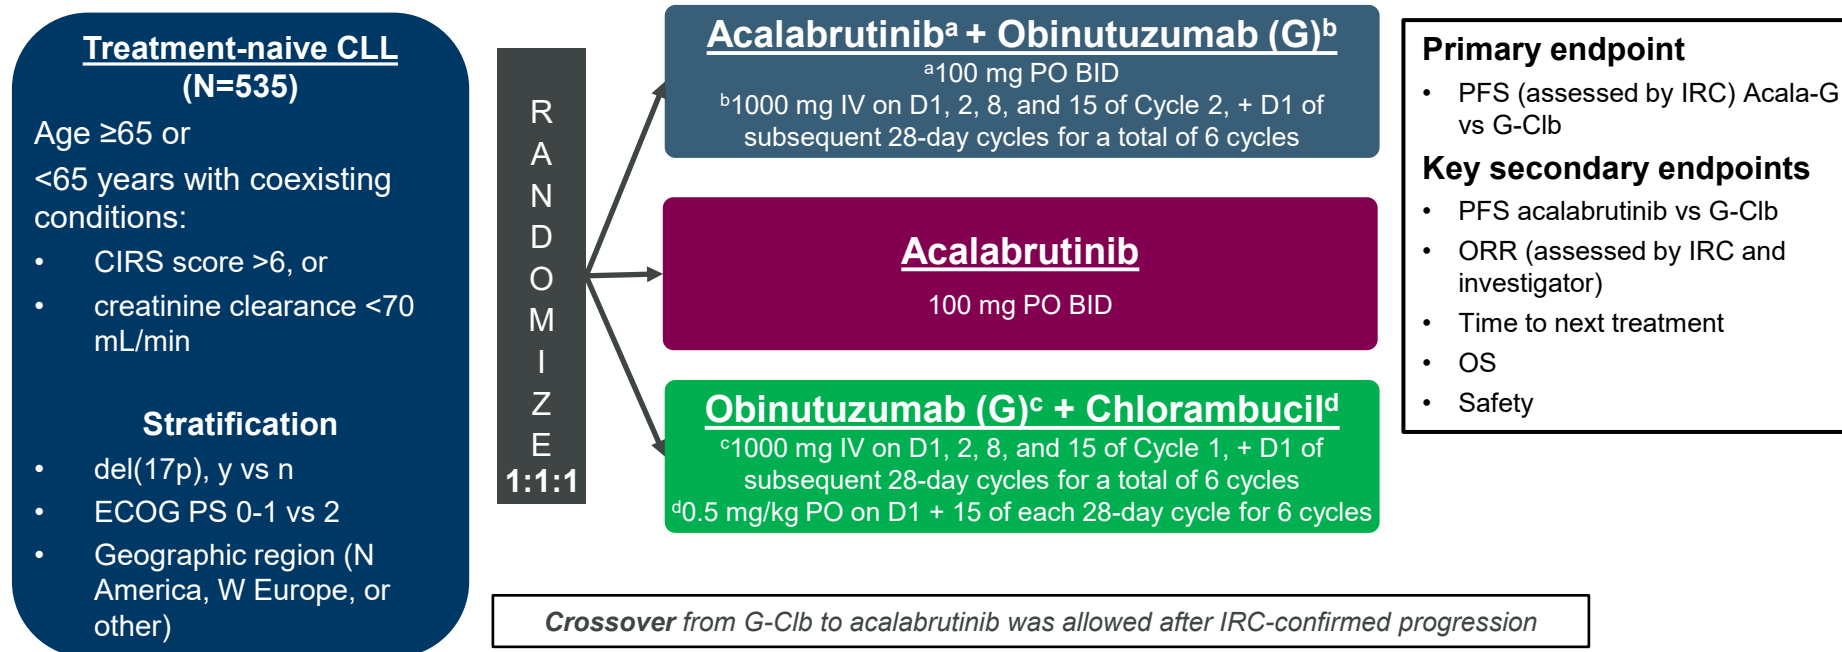 Treatment-naive CLL
(N=535)
Age ≥65 or
<65 years with coexisting
conditions:
• CIRS score >6, or
• creatinine clearance <70
mL/min
Stratification
• del(17p), y vs n
• ECOG PS 0-1 vs 2
• Geographic region (N
America, W Europe, or
other)
RANDOMIZE
1:1:1
Acalabrutinibᵃ + Obinutuzumab (G)ᵇ
ᵃ100 mg PO BID
ᵇ1000 mg IV on D1, 2, 8, and 15 of Cycle 2, + D1 of
subsequent 28-day cycles for a total of 6 cycles
Acalabrutinib
100 mg PO BID
Obinutuzumab (G)ᶜ + Chlorambucilᵈ
ᶜ1000 mg IV on D1, 2, 8, and 15 of Cycle 1, + D1 of
subsequent 28-day cycles for a total of 6 cycles
ᵈ0.5 mg/kg PO on D1 + 15 of each 28-day cycle for 6 cycles
Crossover from G-Clb to acalabrutinib was allowed after IRC-confirmed progression
Primary endpoint
• PFS (assessed by IRC) Acala-G
vs G-Clb
Key secondary endpoints
• PFS acalabrutinib vs G-Clb
• ORR (assessed by IRC and
investigator)
• Time to next treatment
• OS
• Safety